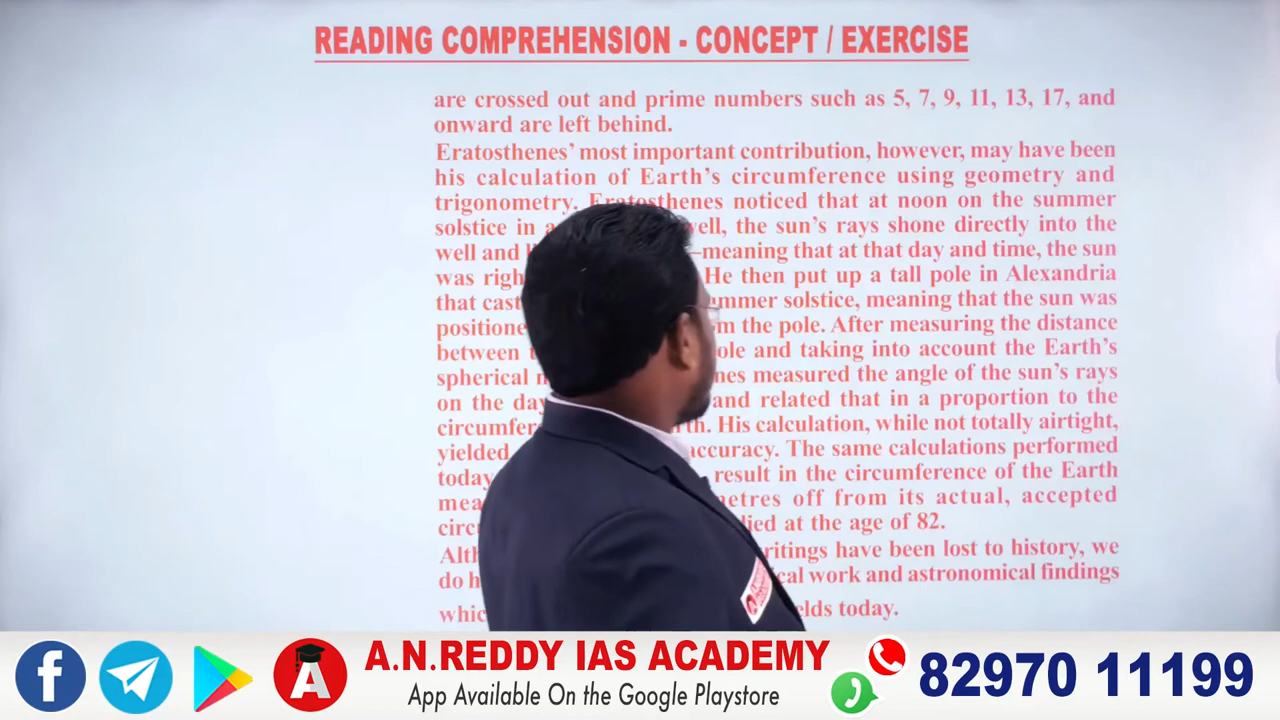 READING COMPREHENSION - CONCEPT / EXERCISE
are crossed out and prime numbers such as 5, 7, 9, 11, 13, 17, and
onward are left behind.
Eratosthenes' most important contribution, however, may have been
his calculation of Earth's circumference using geometry and
trigonometry. Eratosthenes noticed that at noon on the summer
solstice in well, the sun's rays shone directly into the
well and —meaning that at that day and time, the sun
was He then put up a tall pole in Alexandria
that summer solstice, meaning that the sun was
the pole. After measuring the distance
between and taking into account the Earth's
spherical measured the angle of the sun's rays
on the day and related that in a proportion to the
His calculation, while not totally airtight,
yielded accuracy. The same calculations performed
today result in the circumference of the Earth
off from its actual, accepted
at the age of 82.
have been lost to history, we
do work and astronomical findings
today.
A.N.REDDY IAS ACADEMY
App Available On the Google Playstore
82970 11199